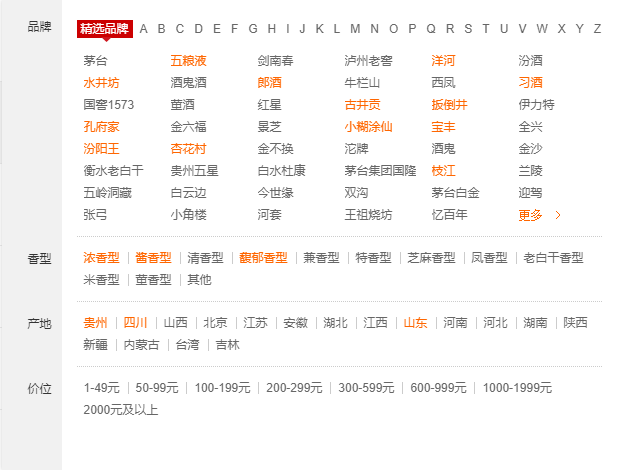 品牌 精选品牌 A B C D E F G H I J K L M N O P Q R S T U V W X Y Z
茅台 五粮液 剑南春 泸州老窖 洋河 汾酒
水井坊 酒鬼酒 郎酒 牛栏山 西凤 习酒
国窖1573 董酒 红星 古井贡 扳倒井 伊力特
孔府家 金六福 景芝 小糊涂仙 宝丰 全兴
汾阳王 杏花村 金不换 沱牌 酒鬼 金沙
衡水老白干 贵州五星 白水杜康 茅台集团国隆 枝江 兰陵
五岭洞藏 白云边 今世缘 双沟 茅台白金 迎驾
张弓 小角楼 河套 王祖烧坊 忆百年 更多 >
香型 浓香型 | 酱香型 | 清香型 | 馥郁香型 | 兼香型 | 特香型 | 芝麻香型 | 凤香型 | 老白干香型
米香型 | 董香型 | 其他
产地 贵州 | 四川 | 山西 | 北京 | 江苏 | 安徽 | 湖北 | 江西 | 山东 | 河南 | 河北 | 湖南 | 陕西
新疆 | 内蒙古 | 台湾 | 吉林
价位 1-49元 | 50-99元 | 100-199元 | 200-299元 | 300-599元 | 600-999元 | 1000-1999元
2000元及以上